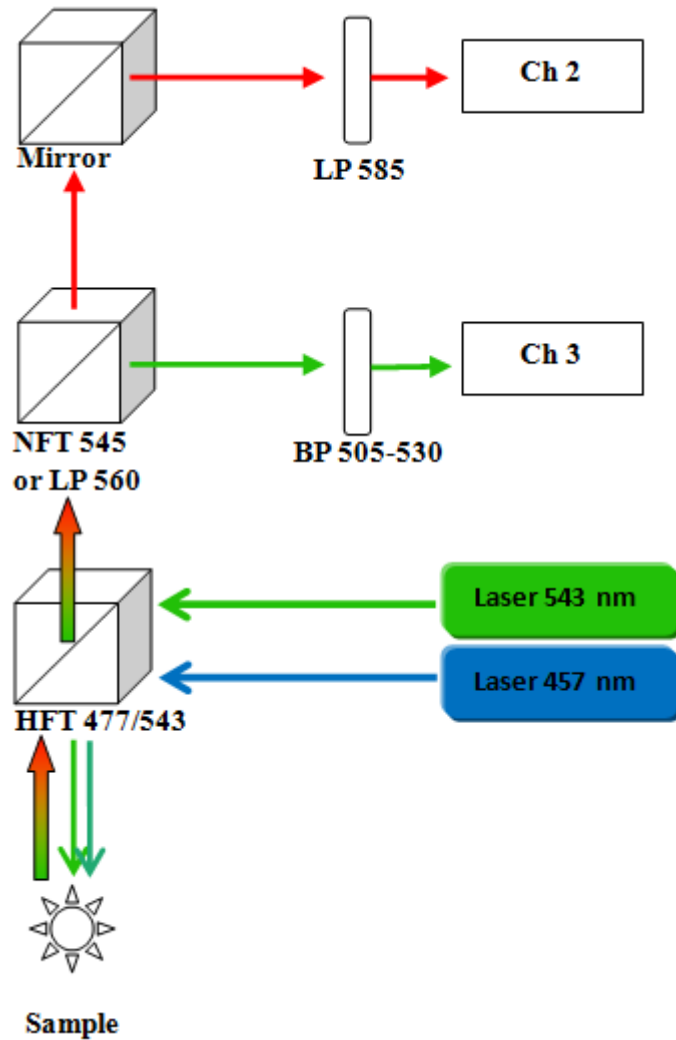 Ch 2
Mirror
LP 585
Ch 3
NFT 545
or LP 560
BP 505-530
Laser 543 nm
Laser 457 nm
HFT 477/543
Sample